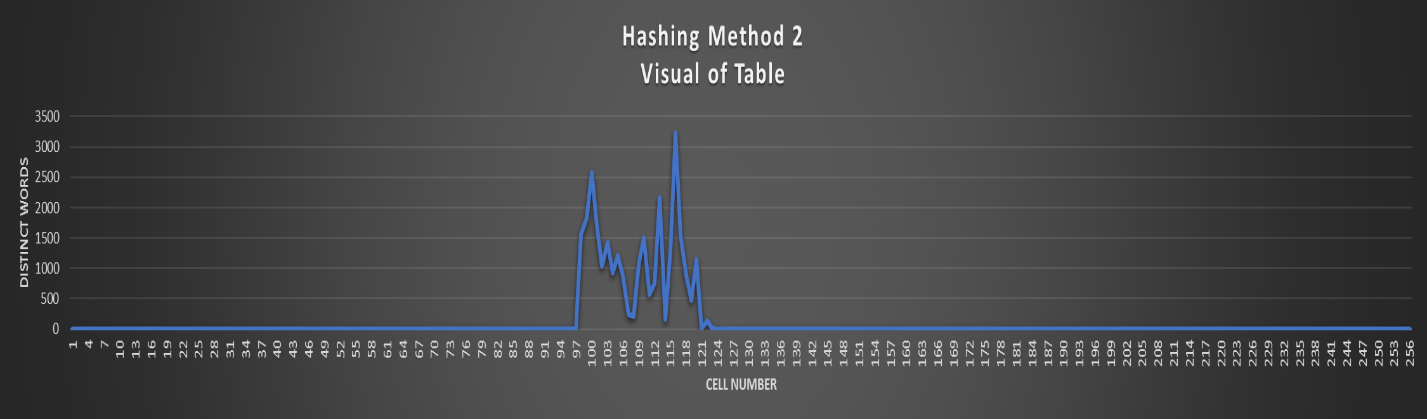 Hashing Method 2
Visual of Table
3500
3000
2500
2000
1500
1000
500
0
DISTINCT WORDS
1 4 7 10 13 16 19 22 25 28 31 34 37 40 43 46 49 52 55 58 61 64 67 70 73 76 79 82 85 88 91 94 97 100 103 106 109 112 115 118 121 124 127 130 133 136 139 142 145 148 151 154 157 160 163 166 169 172 175 178 181 184 187 190 193 196 199 202 205 208 211 214 217 220 223 226 229 232 235 238 241 244 247 250 253 256
CELL NUMBER